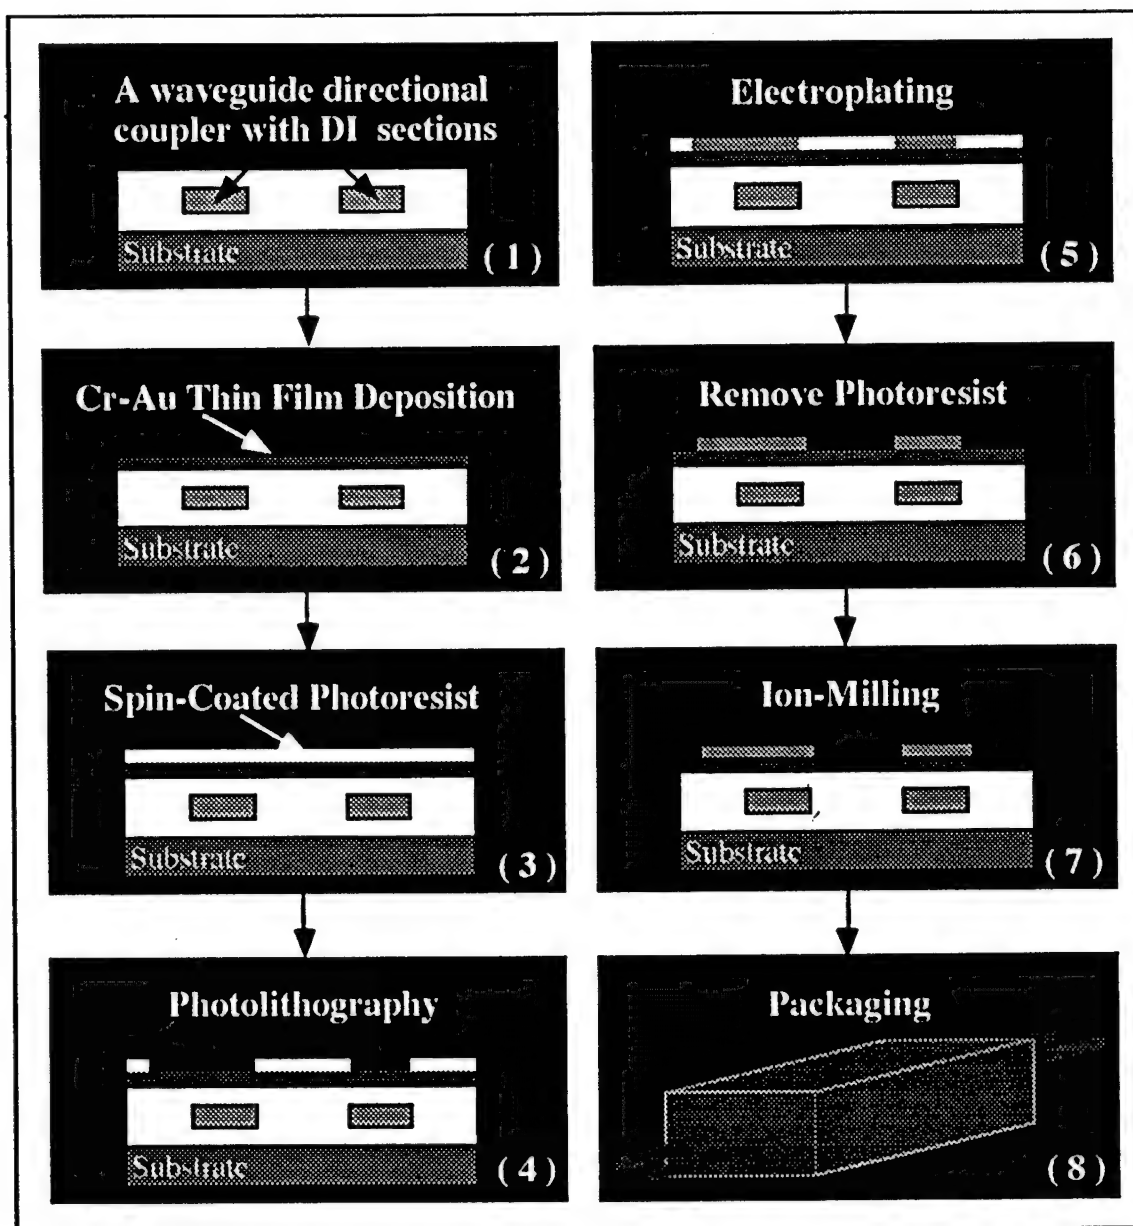 A waveguide directional
coupler with DI sections
Substrate
( 1 )
Cr-Au Thin Film Deposition
Substrate
( 2 )
Spin-Coated Photoresist
Substrate
( 3 )
Photolithography
Substrate
( 4 )
Electroplating
Substrate
( 5 )
Remove Photoresist
Substrate
( 6 )
Ion-Milling
Substrate
( 7 )
Packaging
( 8 )